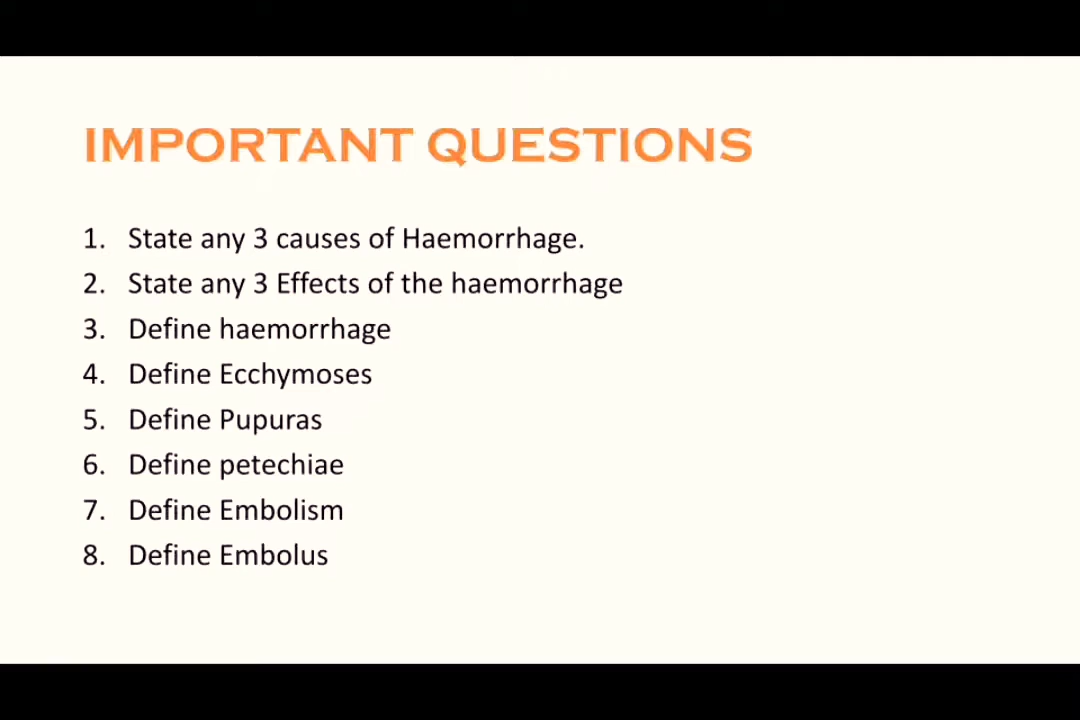 IMPORTANT QUESTIONS
1. State any 3 causes of Haemorrhage.
2. State any 3 Effects of the haemorrhage
3. Define haemorrhage
4. Define Ecchymoses
5. Define Pupuras
6. Define petechiae
7. Define Embolism
8. Define Embolus